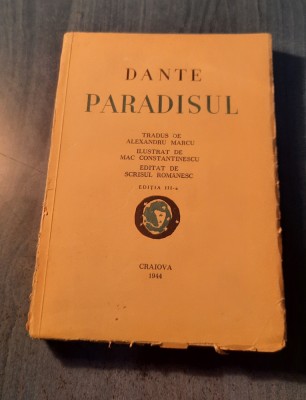 DANTE
PARADISUL
TRADUS DE
ALEXANDRU MARCU
ILUSTRAT DE
MAC CONSTANTINESCU
EDITAT DE
SCRISUL ROMANESC
EDIȚIA III-a
CRAIOVA
1944